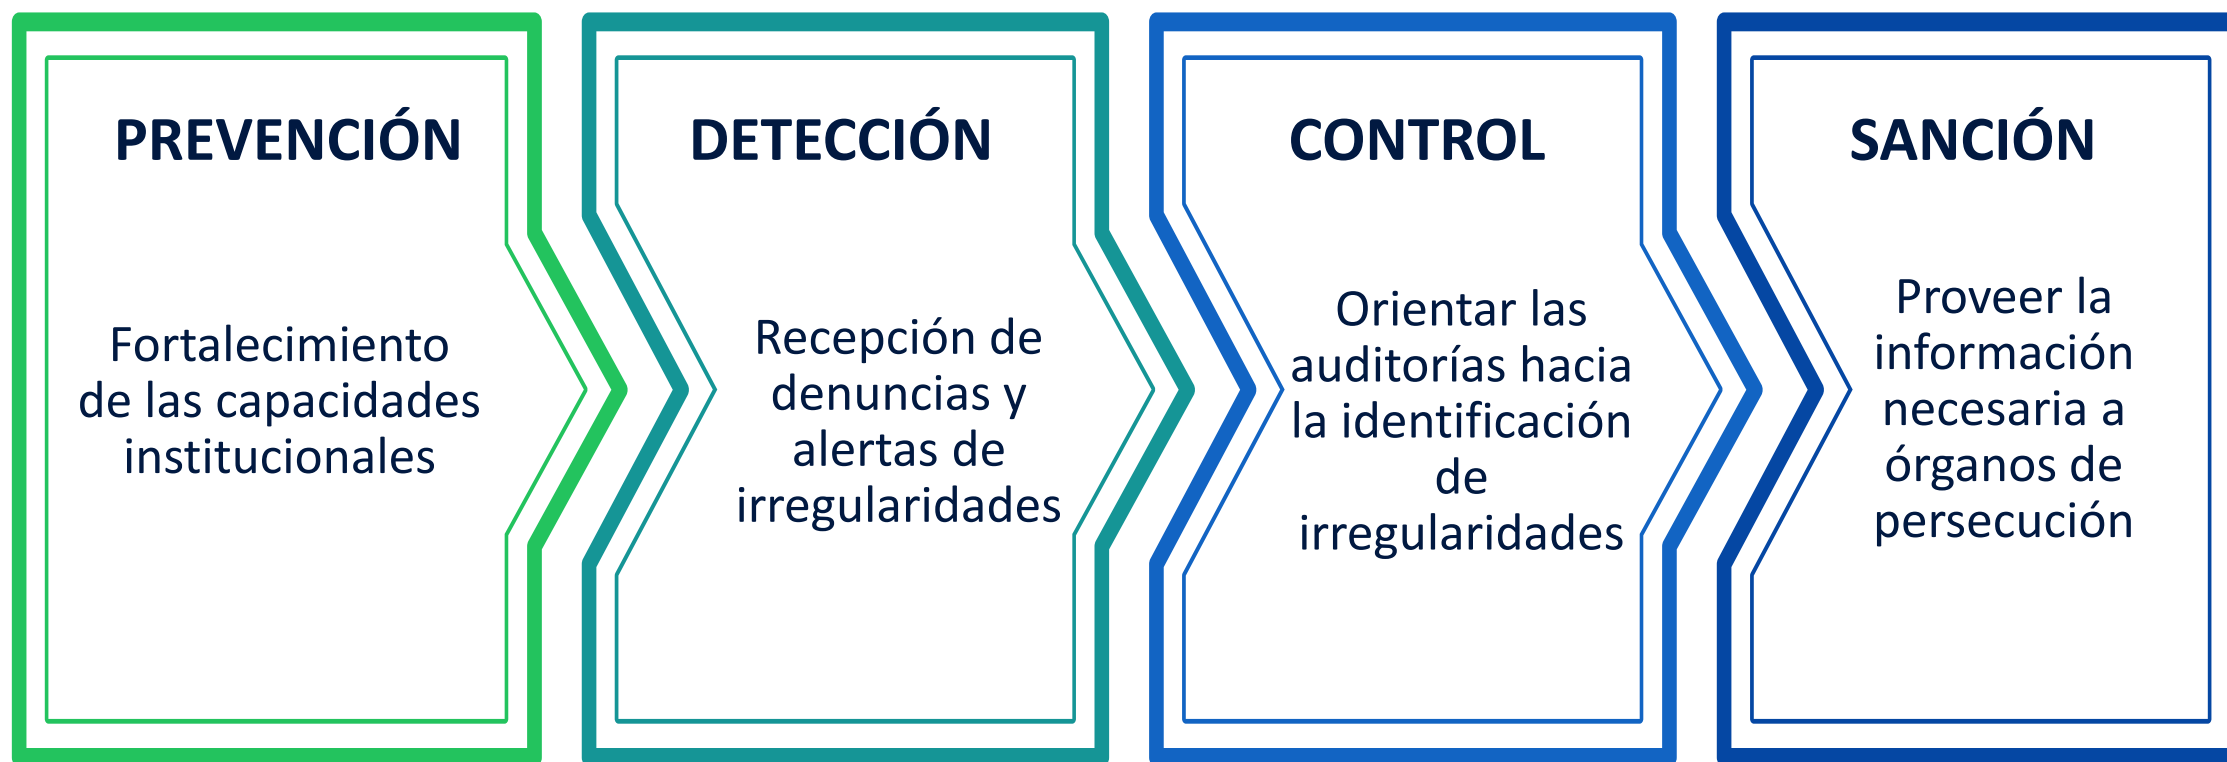 PREVENCIÓN
Fortalecimiento
de las capacidades
institucionales
DETECCIÓN
Recepción de
denuncias y
alertas de
irregularidades
CONTROL
Orientar las
auditorías hacia
la identificación
de
irregularidades
SANCIÓN
Proveer la
información
necesaria a
órganos de
persecución